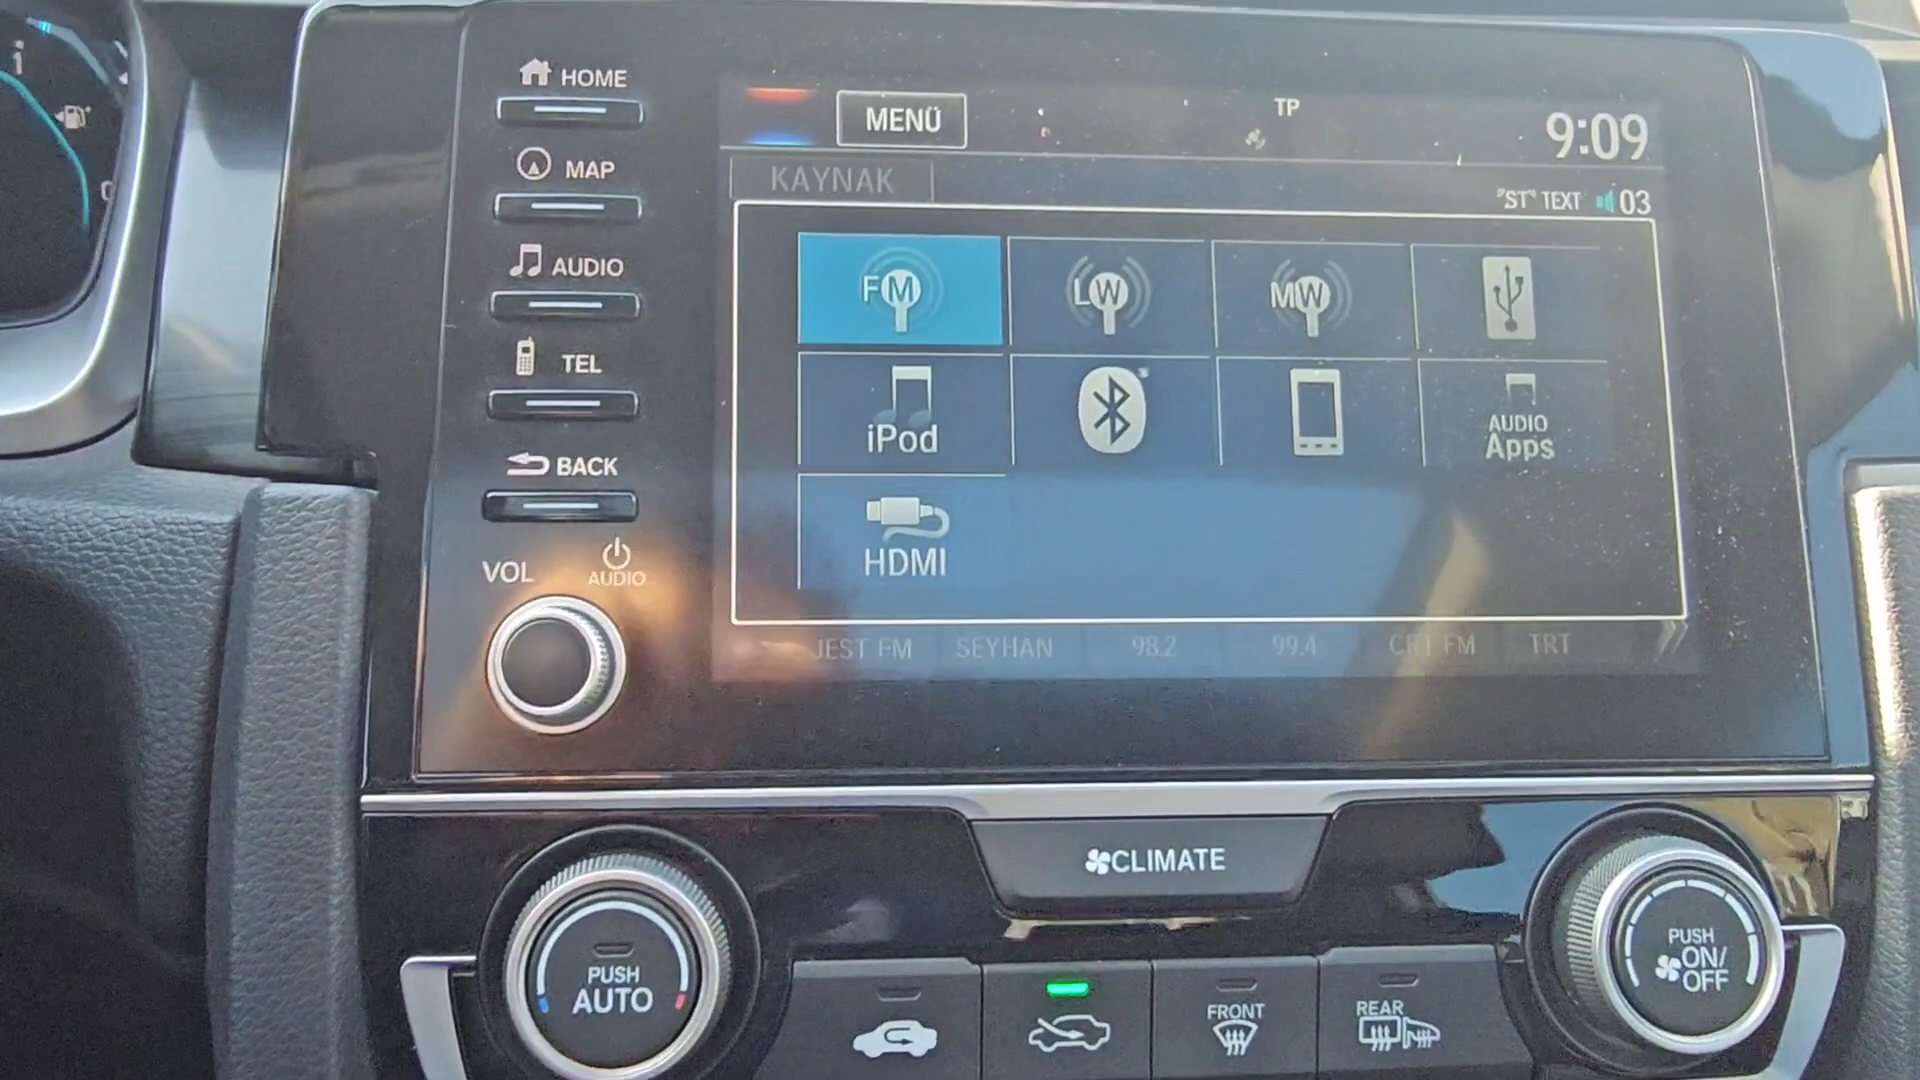 HOME
MAP
AUDIO
TEL
BACK
VOL
AUDIO
MENÜ
TP
9:09
KAYNAK
"ST" TEXT 03
FM
LW
MW
iPod
AUDIO
Apps
HDMI
JEST FM SEYHAN 98.2 99.4 CRT FM TRT
CLIMATE
PUSH
AUTO
FRONT
REAR
PUSH
ON/
OFF